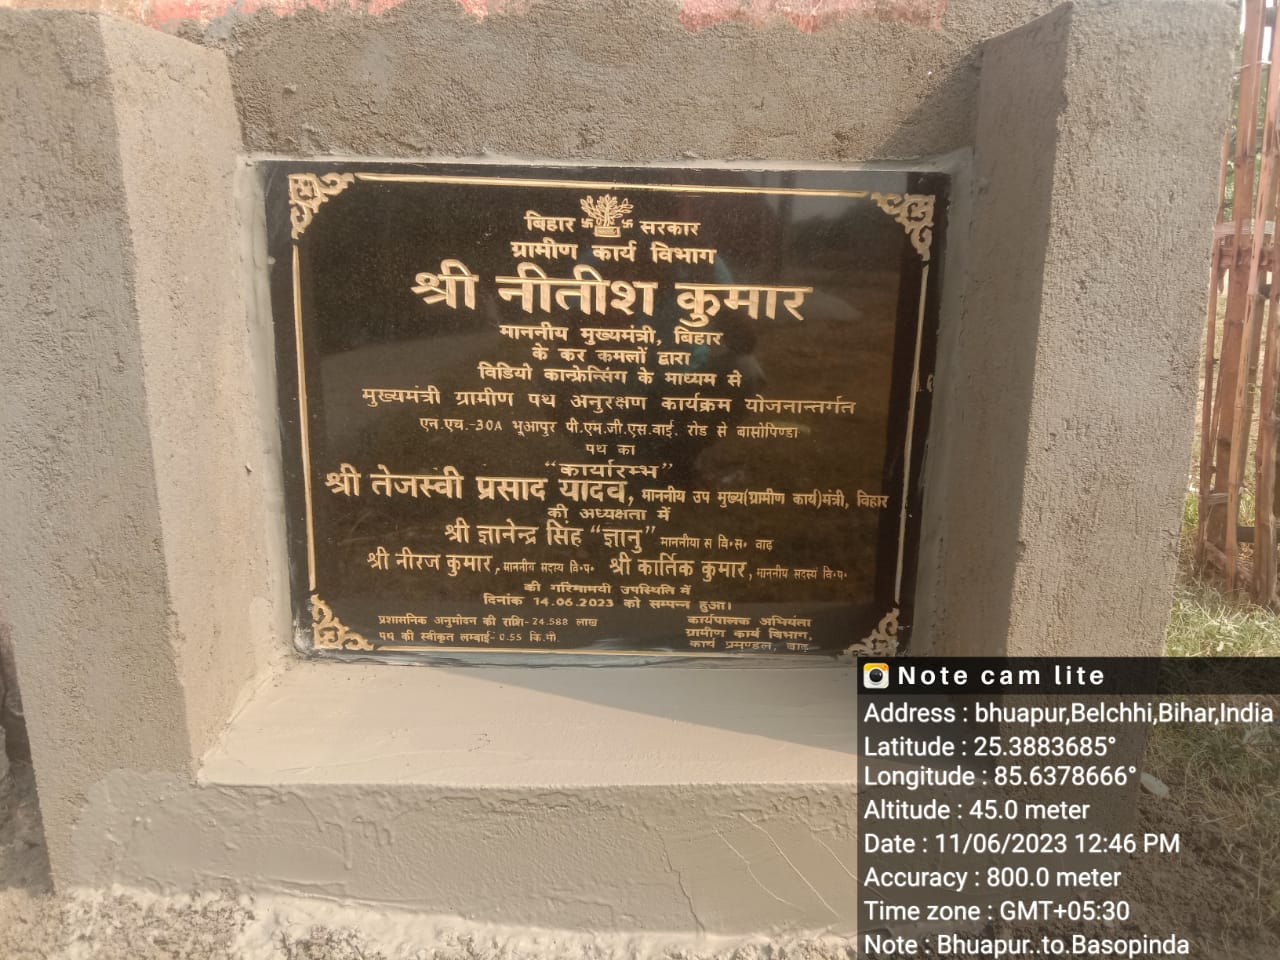 बिहार सरकार
ग्रामीण कार्य विभाग
श्री नीतीश कुमार
माननीय मुख्यमंत्री, बिहार
के कर कमलों द्वारा
विडियो कान्फ्रेन्सिंग के माध्यम से
मुख्यमंत्री ग्रामीण पथ अनुरक्षण कार्यक्रम योजनान्तर्गत
एन.एच.-30A भूआपुर पी.एम.जी.एस.वाई. रोड से बासोपिण्डा
पथ का
"कार्यारम्भ"
श्री तेजस्वी प्रसाद यादव, माननीय उप मुख्य(ग्रामीण कार्य)मंत्री, बिहार
की अध्यक्षता में
श्री ज्ञानेन्द्र सिंह "ज्ञानु" माननीया स वि॰स॰ वाढ़
श्री नीरज कुमार, माननीय सदस्य वि॰प॰ श्री कार्तिक कुमार, माननीय सदस्य वि॰प॰
की गरिमामयी उपस्थिति में
दिनांक 14.06.2023 को सम्पन्न हुआ।
प्रशासनिक अनुमोदन की राशि-24.588 लाख
पथ की स्वीकृत लम्बाई-0.55 कि.मी.
कार्यपालक अभियंता
ग्रामीण कार्य विभाग,
कार्य प्रमण्डल, वाढ़
Note cam lite
Address : bhuapur,Belchhi,Bihar,India
Latitude : 25.3883685°
Longitude : 85.6378666°
Altitude : 45.0 meter
Date : 11/06/2023 12:46 PM
Accuracy : 800.0 meter
Time zone : GMT+05:30
Note : Bhuapur..to.Basopinda